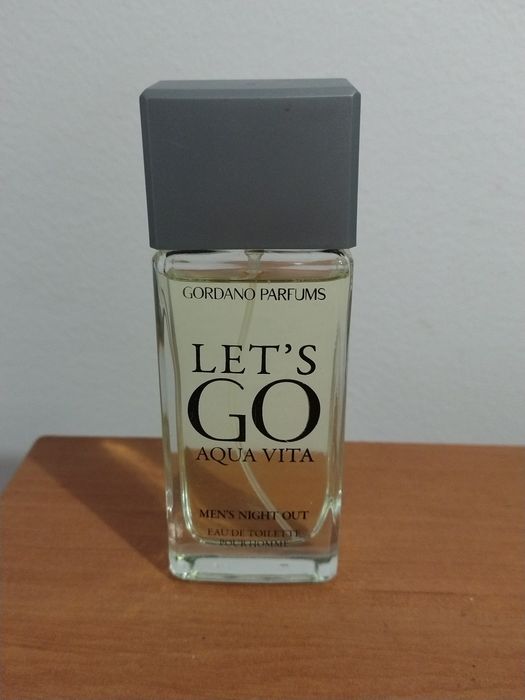 GORDANO PARFUMS
LET'S
GO
AQUA VITA
MEN'S NIGHT OUT
EAU DE TOILETTE
POUR HOMME